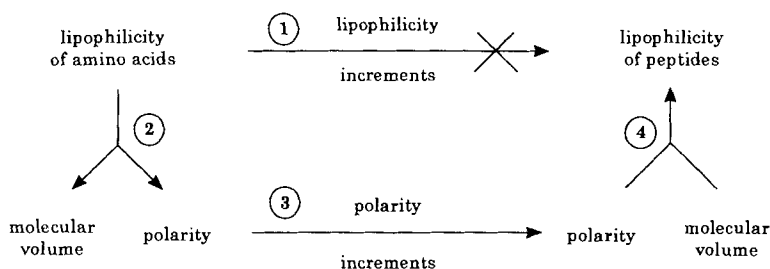 lipophilicity
of amino acids
1
lipophilicity
increments
lipophilicity
of peptides
2
4
molecular
volume
polarity
3
polarity
increments
polarity
molecular
volume